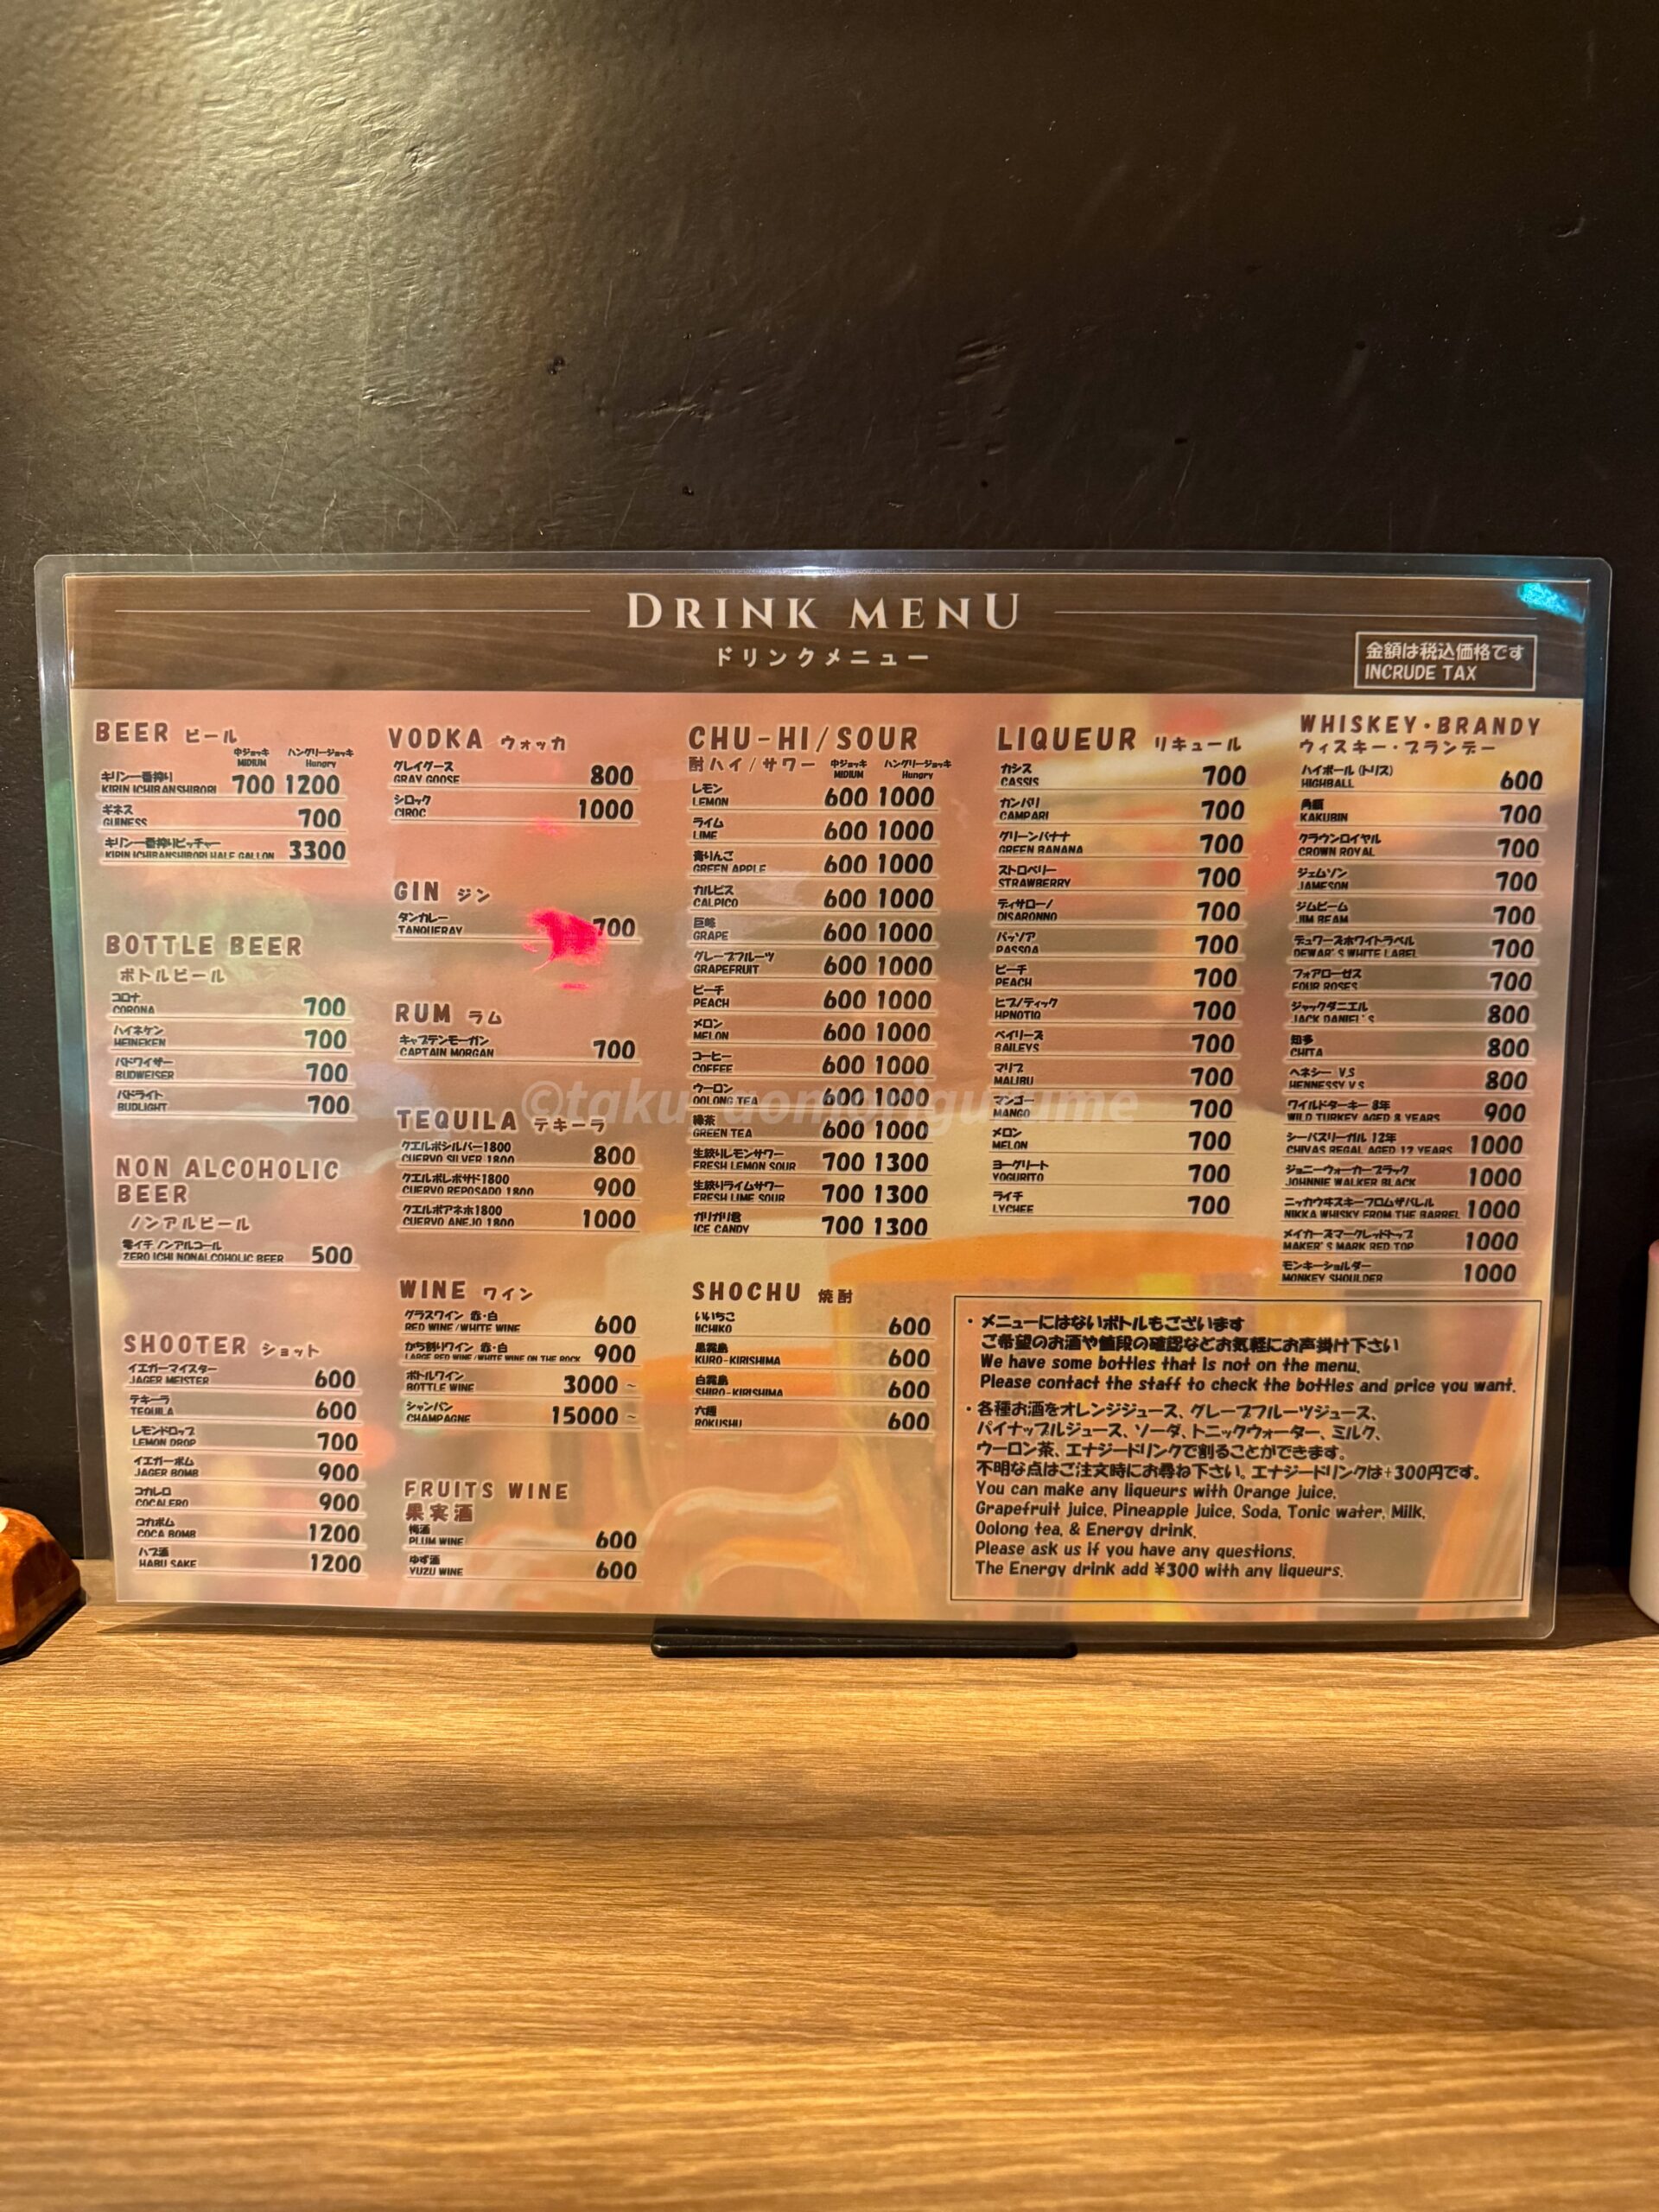 DRINK MENU
ドリンクメニュー
金額は税込価格です
INCRUDE TAX
BEER ビール
中ジョッキ ハングリージョッキ
MIDIUM Hungry
キリン一番搾り
KIRIN ICHIBANSHIBORI 700 1200
ギネス
GUINESS 700
キリン一番搾りピッチャー
KIRIN ICHIBANSHIBORI HALF GALLON 3300
BOTTLE BEER
ボトルビール
コロナ
CORONA 700
ハイネケン
HEINEKEN 700
バドワイザー
BUDWEISER 700
バドライト
BUDLIGHT 700
NON ALCOHOLIC
BEER
ノンアルビール
零イチ ノンアルコール
ZERO ICHI NONALCOHOLIC BEER 500
SHOOTER ショット
イエガーマイスター
JAGER MEISTER 600
テキーラ
TEQUILA 600
レモンドロップ
LEMON DROP 700
イエガーボム
JAGER BOMB 900
コカレロ
COCALERO 900
コカボム
COCA BOMB 1200
ハブ酒
HABU SAKE 1200
VODKA ウォッカ
グレイグース
GRAY GOOSE 800
シロック
CIROC 1000
GIN ジン
タンカレー
TANQUERAY 700
RUM ラム
キャプテンモーガン
CAPTAIN MORGAN 700
TEQUILA テキーラ
クエルボシルバー1800
CUERVO SILVER 1800 800
クエルボレポサド1800
CUERVO REPOSADO 1800 900
クエルボアネホ1800
CUERVO ANEJO 1800 1000
WINE ワイン
グラスワイン 赤・白
RED WINE/WHITE WINE 600
かち割りワイン 赤・白
LARGE RED WINE/WHITE WINE ON THE ROCK 900
ボトルワイン
BOTTLE WINE 3000 ~
シャンパン
CHAMPAGNE 15000 ~
FRUITS WINE
果実酒
梅酒
PLUM WINE 600
ゆず酒
YUZU WINE 600
CHU-HI/SOUR
酎ハイ/サワー 中ジョッキ ハングリージョッキ
MIDIUM Hungry
レモン
LEMON 600 1000
ライム
LIME 600 1000
青りんご
GREEN APPLE 600 1000
カルピス
CALPICO 600 1000
巨峰
GRAPE 600 1000
グレープフルーツ
GRAPEFRUIT 600 1000
ピーチ
PEACH 600 1000
メロン
MELON 600 1000
コーヒー
COFFEE 600 1000
ウーロン
OOLONG TEA 600 1000
緑茶
GREEN TEA 600 1000
生絞りレモンサワー
FRESH LEMON SOUR 700 1300
生絞りライムサワー
FRESH LIME SOUR 700 1300
ガリガリ君
ICE CANDY 700 1300
SHOCHU 焼酎
いいちこ
IICHIKO 600
黒霧島
KURO-KIRISHIMA 600
白霧島
SHIRO-KIRISHIMA 600
六趣
ROKUSHU 600
LIQUEUR リキュール
カシス
CASSIS 700
カンパリ
CAMPARI 700
グリーンバナナ
GREEN BANANA 700
ストロベリー
STRAWBERRY 700
ディサローノ
DISARONNO 700
パッソア
PASSOA 700
ピーチ
PEACH 700
ヒプノティック
HPNOTIQ 700
ベイリーズ
BAILEYS 700
マリブ
MALIBU 700
マンゴー
MANGO 700
メロン
MELON 700
ヨーグリート
YOGURITO 700
ライチ
LYCHEE 700
WHISKEY・BRANDY
ウィスキー・ブランデー
ハイボール (トリス)
HIGHBALL 600
角瓶
KAKUBIN 700
クラウンロイヤル
CROWN ROYAL 700
ジェムソン
JAMESON 700
ジムビーム
JIM BEAM 700
デュワーズホワイトラベル
DEWAR'S WHITE LABEL 700
フォアローゼス
FOUR ROSES 700
ジャックダニエル
JACK DANIEL'S 800
知多
CHITA 800
ヘネシー V.S
HENNESSY V.S 800
ワイルドターキー 8年
WILD TURKEY AGED 8 YEARS 900
シーバスリーガル 12年
CHIVAS REGAL AGED 12 YEARS 1000
ジョニーウォーカーブラック
JOHNNIE WALKER BLACK 1000
ニッカウヰスキーフロムザバレル
NIKKA WHISKY FROM THE BARREL 1000
メイカーズマークレッドトップ
MAKER'S MARK RED TOP 1000
モンキーショルダー
MONKEY SHOULDER 1000
・メニューにはないボトルもございます
ご希望のお酒や値段の確認などお気軽にお声掛け下さい
We have some bottles that is not on the menu.
Please contact the staff to check the bottles and price you want.
・各種お酒をオレンジジュース、グレープフルーツジュース、
パイナップルジュース、ソーダ、トニックウォーター、ミルク、
ウーロン茶、エナジードリンクで割ることができます。
不明な点はご注文時にお尋ね下さい。エナジードリンクは+300円です。
You can make any liqueurs with Orange juice,
Grapefruit juice, Pineapple juice, Soda, Tonic water, Milk,
Oolong tea, & Energy drink.
Please ask us if you have any questions.
The Energy drink add ¥300 with any liqueurs.